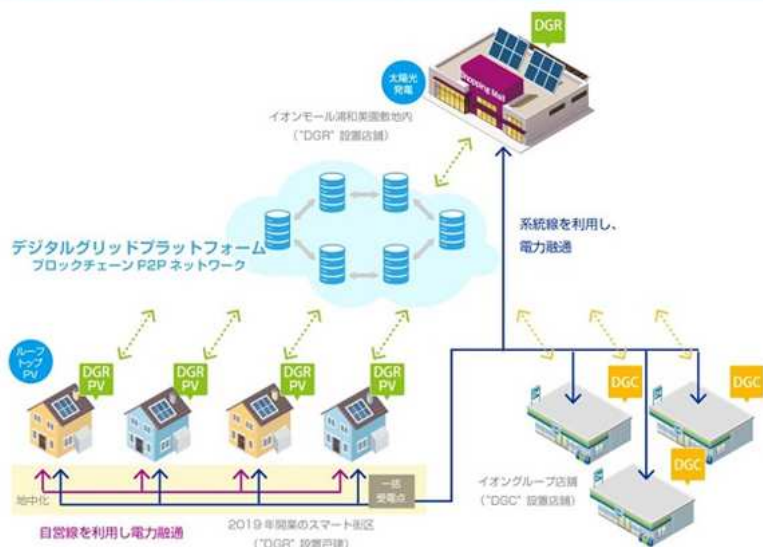 DGR
太陽光
発電
Shopping Mall
イオンモール浦和美園敷地内
("DGR" 設置店舗)
系統線を利用し、
電力融通
デジタルグリッドプラットフォーム
ブロックチェーン P2P ネットワーク
ルーフ
トップ
PV
DGR
PV
DGR
PV
DGR
PV
DGR
PV
DGC
DGC
DGC
一括
受電点
地中化
イオングループ店舗
("DGC" 設置店舗)
自営線を利用し電力融通
2019年開業のスマート街区
("DGR" 設置戸建)